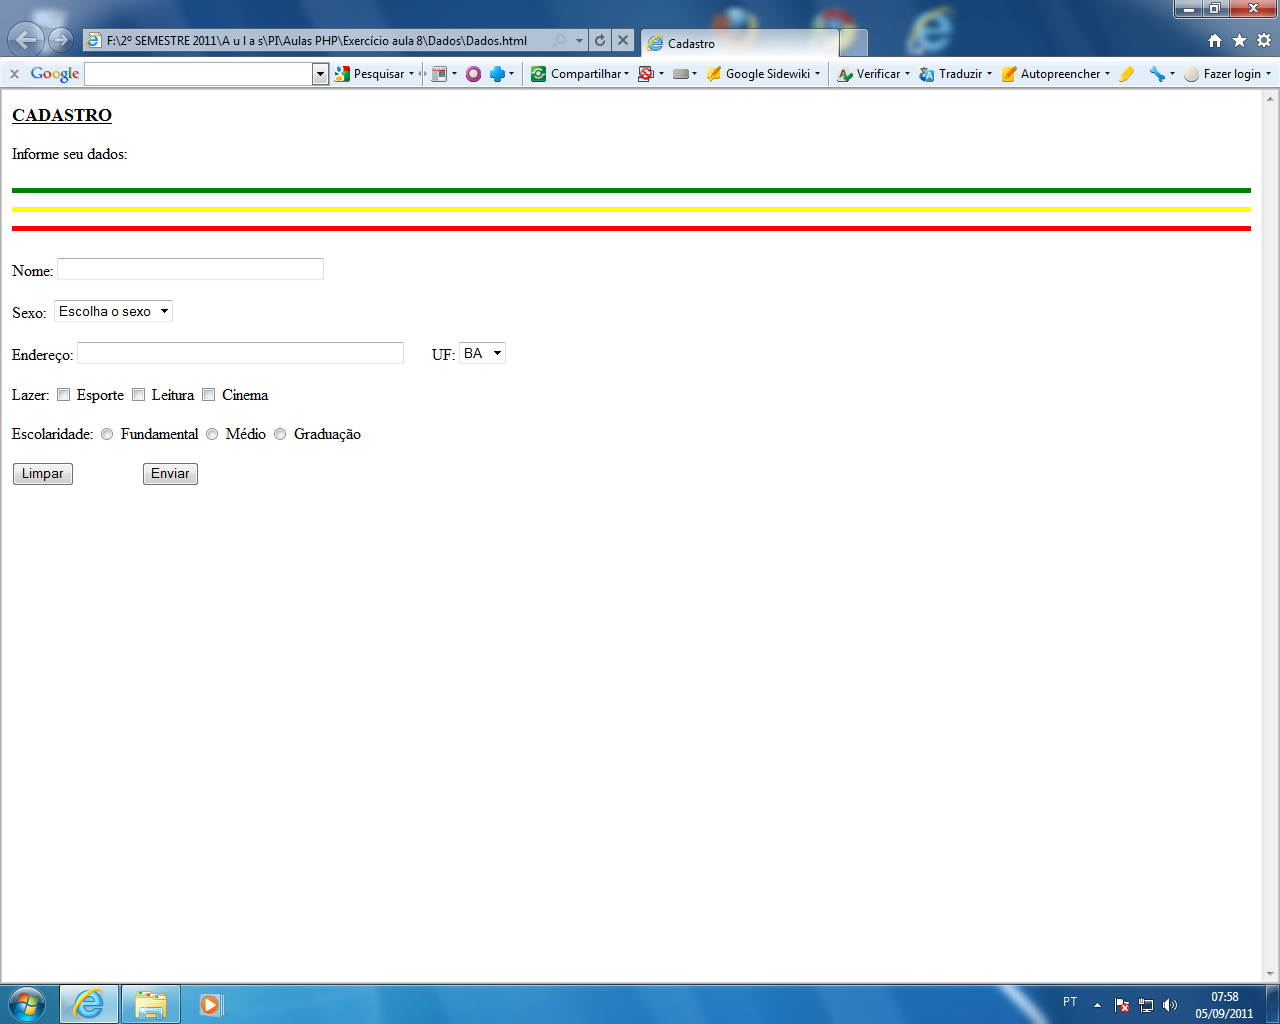 F:\2º SEMESTRE 2011\A u l a s\PI\Aulas PHP\Exercício aula 8\Dados\Dados.html
Cadastro
Google Pesquisar Compartilhar Google Sidewiki Verificar Traduzir Autopreencher Fazer login
CADASTRO
Informe seu dados:
Nome:
Sexo: Escolha o sexo
Endereço: UF: BA
Lazer: Esporte Leitura Cinema
Escolaridade: Fundamental Médio Graduação
Limpar Enviar
PT 07:58
05/09/2011